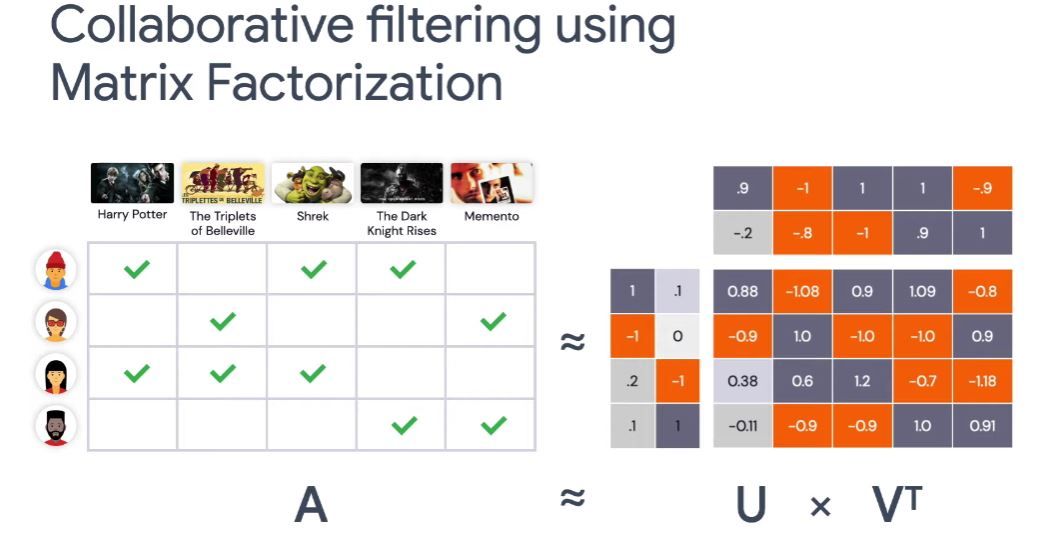 Collaborative filtering using
Matrix Factorization
TRIPLETTES DE BELLEVILLE
Harry Potter
The Triplets
of Belleville
Shrek
The Dark
Knight Rises
Memento
.9 -1 1 1 -.9
-.2 -.8 -1 .9 1
1 .1 0.88 -1.08 0.9 1.09 -0.8
-1 0 -0.9 1.0 -1.0 -1.0 0.9
≈
.2 -1 0.38 0.6 1.2 -0.7 -1.18
.1 1 -0.11 -0.9 -0.9 1.0 0.91
A ≈ U × Vᵀ